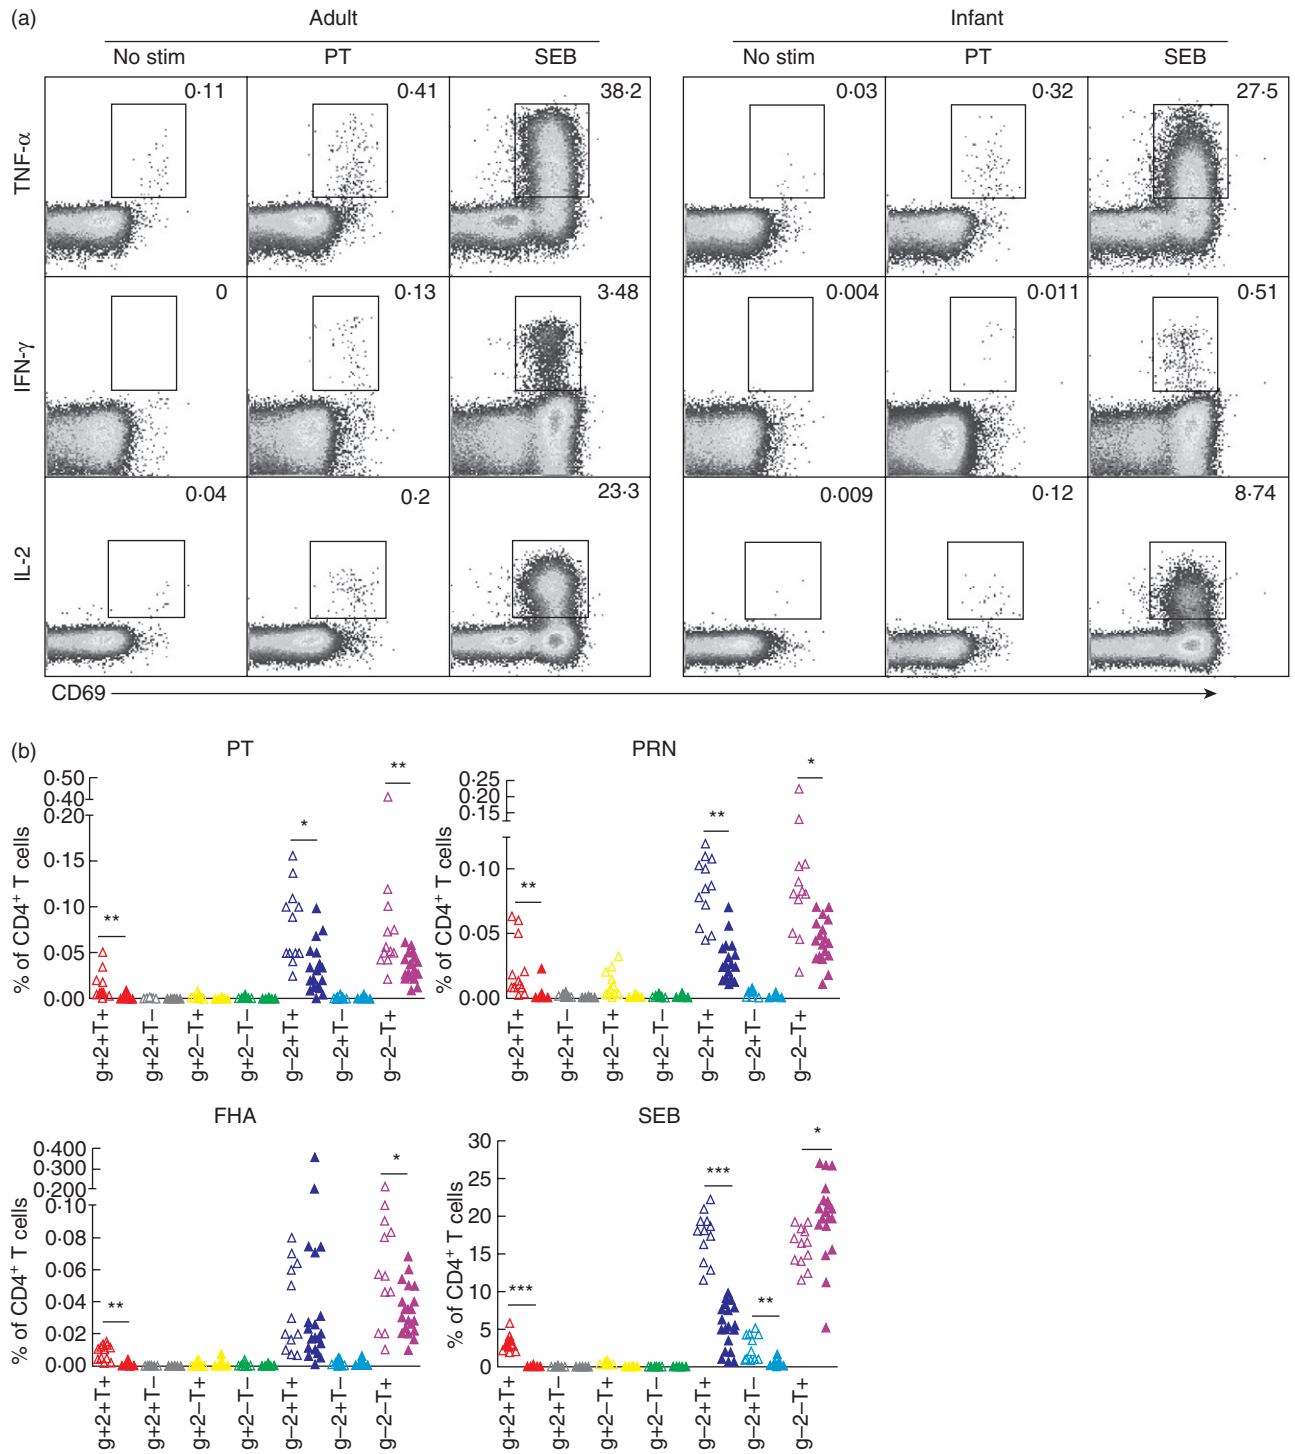 (a)
Adult
Infant
No stim PT SEB
No stim PT SEB
TNF-α
0·11 0·41 38·2
0·03 0·32 27·5
IFN-γ
0 0·13 3·48
0·004 0·011 0·51
IL-2
0·04 0·2 23·3
0·009 0·12 8·74
CD69
(b)
PT
% of CD4⁺ T cells
0·50
0·40
0·20
0·15
0·10
0·05
0·00
** * **
g+2+T+
g+2+T−
g+2−T+
g+2−T−
g−2+T+
g−2+T−
g−2−T+
PRN
% of CD4⁺ T cells
0·25
0·20
0·15
0·10
0·05
0·00
** ** *
g+2+T+
g+2+T−
g+2−T+
g+2−T−
g−2+T+
g−2+T−
g−2−T+
FHA
% of CD4⁺ T cells
0·400
0·300
0·200
0·10
0·08
0·06
0·04
0·02
0·00
** *
g+2+T+
g+2+T−
g+2−T+
g+2−T−
g−2+T+
g−2+T−
g−2−T+
SEB
% of CD4⁺ T cells
30
25
20
15
10
5
0
*** *** ** *
g+2+T+
g+2+T−
g+2−T+
g+2−T−
g−2+T+
g−2+T−
g−2−T+